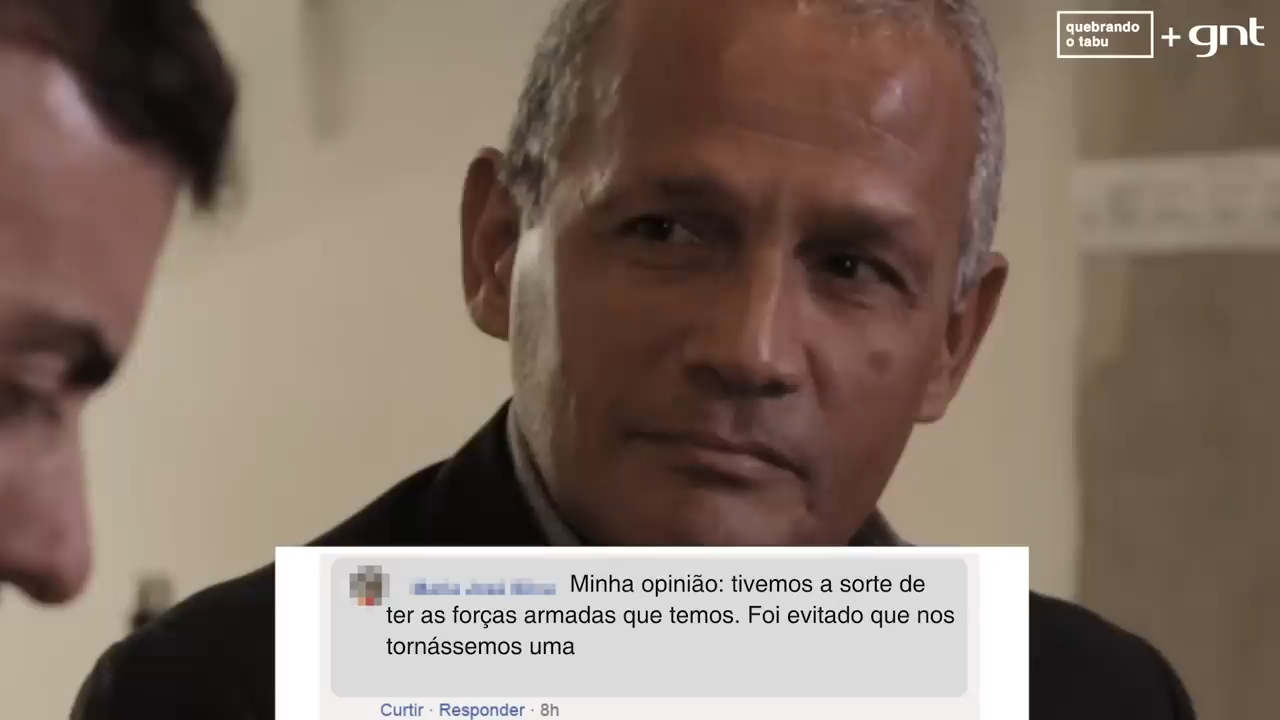 quebrando
o tabu
+ gnt
Minha opinião: tivemos a sorte de
ter as forças armadas que temos. Foi evitado que nos
tornássemos uma
Curtir · Responder · 8h